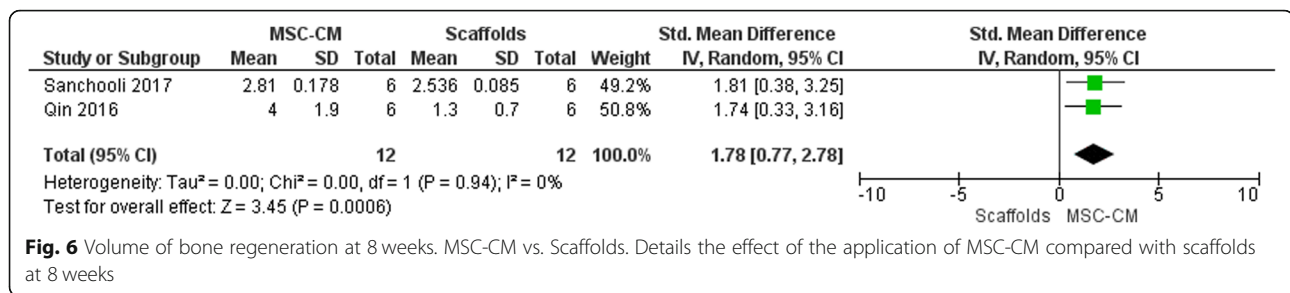 MSC-CM Scaffolds Std. Mean Difference Std. Mean Difference
Study or Subgroup Mean SD Total Mean SD Total Weight IV, Random, 95% CI IV, Random, 95% CI
Sanchooli 2017 2.81 0.178 6 2.536 0.085 6 49.2% 1.81 [0.38, 3.25]
Qin 2016 4 1.9 6 1.3 0.7 6 50.8% 1.74 [0.33, 3.16]
Total (95% CI) 12 12 100.0% 1.78 [0.77, 2.78]
Heterogeneity: Tau² = 0.00; Chi² = 0.00, df = 1 (P = 0.94); I² = 0%
Test for overall effect: Z = 3.45 (P = 0.0006)
-10 -5 0 5 10
Scaffolds MSC-CM
Fig. 6 Volume of bone regeneration at 8 weeks. MSC-CM vs. Scaffolds. Details the effect of the application of MSC-CM compared with scaffolds
at 8 weeks